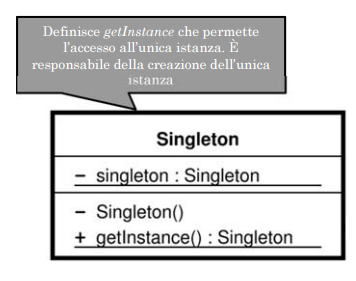 Definisce getInstance che permette
l'accesso all'unica istanza. È
responsabile della creazione dell'unica
istanza
Singleton
– singleton : Singleton
– Singleton()
+ getInstance() : Singleton